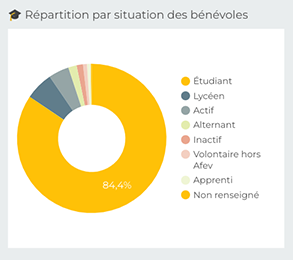 🎓 Répartition par situation des bénévoles
Étudiant
Lycéen
Actif
Alternant
Inactif
Volontaire hors
Afev
Apprenti
Non renseigné
84,4%